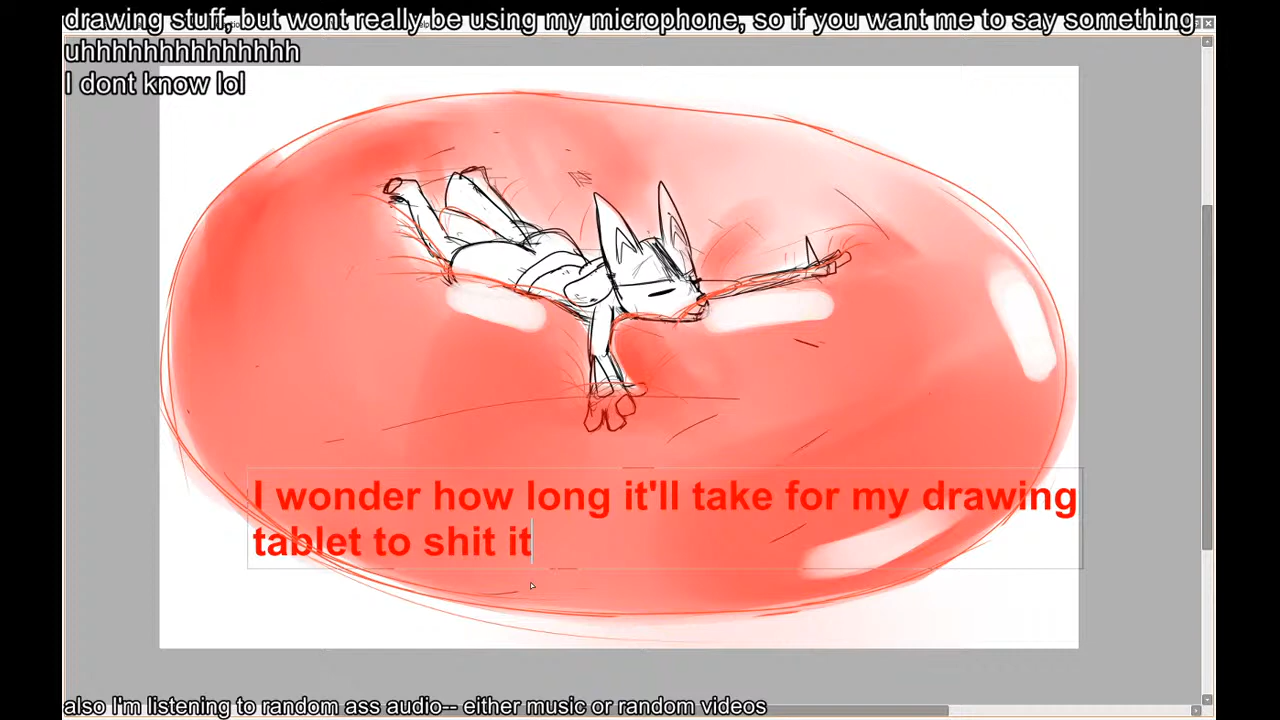 drawing stuff, but wont really be using my microphone, so if you want me to say something
uhhhhhhhhhhhhhhh
I dont know lol
I wonder how long it'll take for my drawing
tablet to shit it
also I'm listening to random ass audio-- either music or random videos